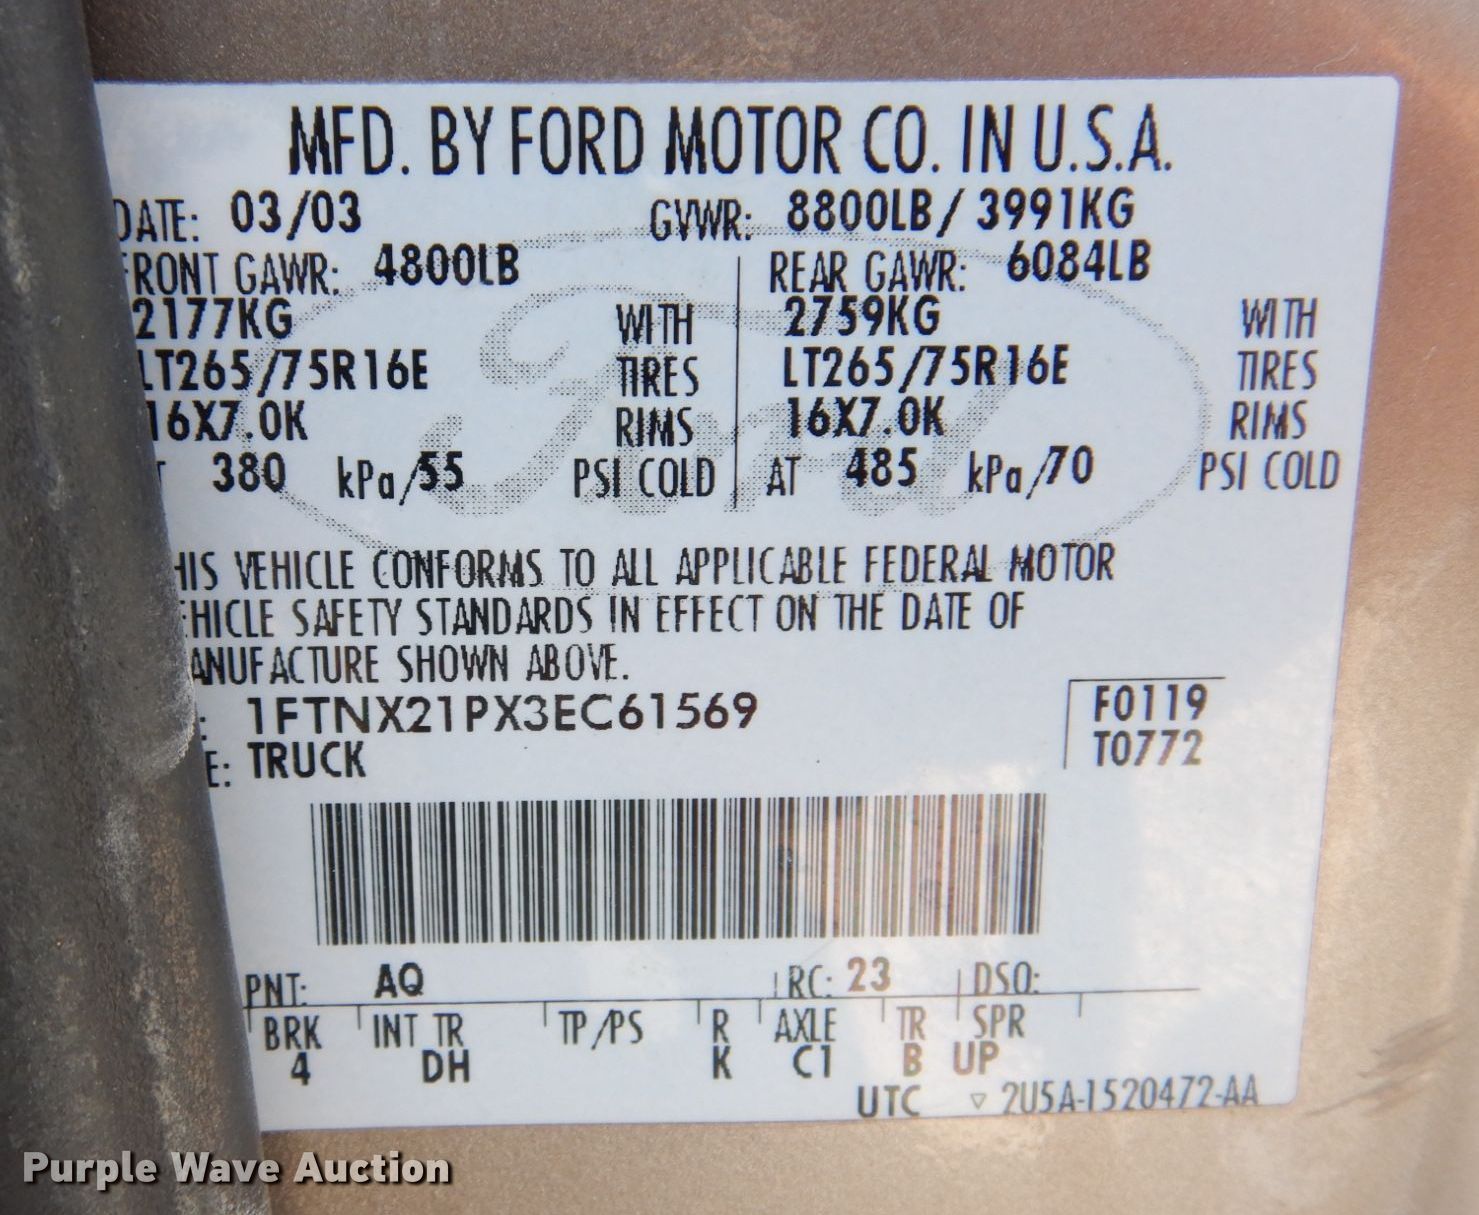 MFD. BY FORD MOTOR CO. IN U.S.A.
DATE: 03/03 GVWR: 8800LB/ 3991KG
FRONT GAWR: 4800LB REAR GAWR: 6084LB
2177KG WITH 2759KG WITH
LT265/75R16E TIRES LT265/75R16E TIRES
16X7.0K RIMS 16X7.0K RIMS
T 380 kPa/55 PSI COLD AT 485 kPa/70 PSI COLD
HIS VEHICLE CONFORMS TO ALL APPLICABLE FEDERAL MOTOR
EHICLE SAFETY STANDARDS IN EFFECT ON THE DATE OF
ANUFACTURE SHOWN ABOVE.
: 1FTNX21PX3EC61569 F0119
E: TRUCK T0772
PNT: AQ RC: 23 DSO:
BRK INT TR TP/PS R AXLE TR SPR
4 DH K C1 B UP
UTC ▽ 2U5A-1520472-AA
Ford
Purple Wave Auction